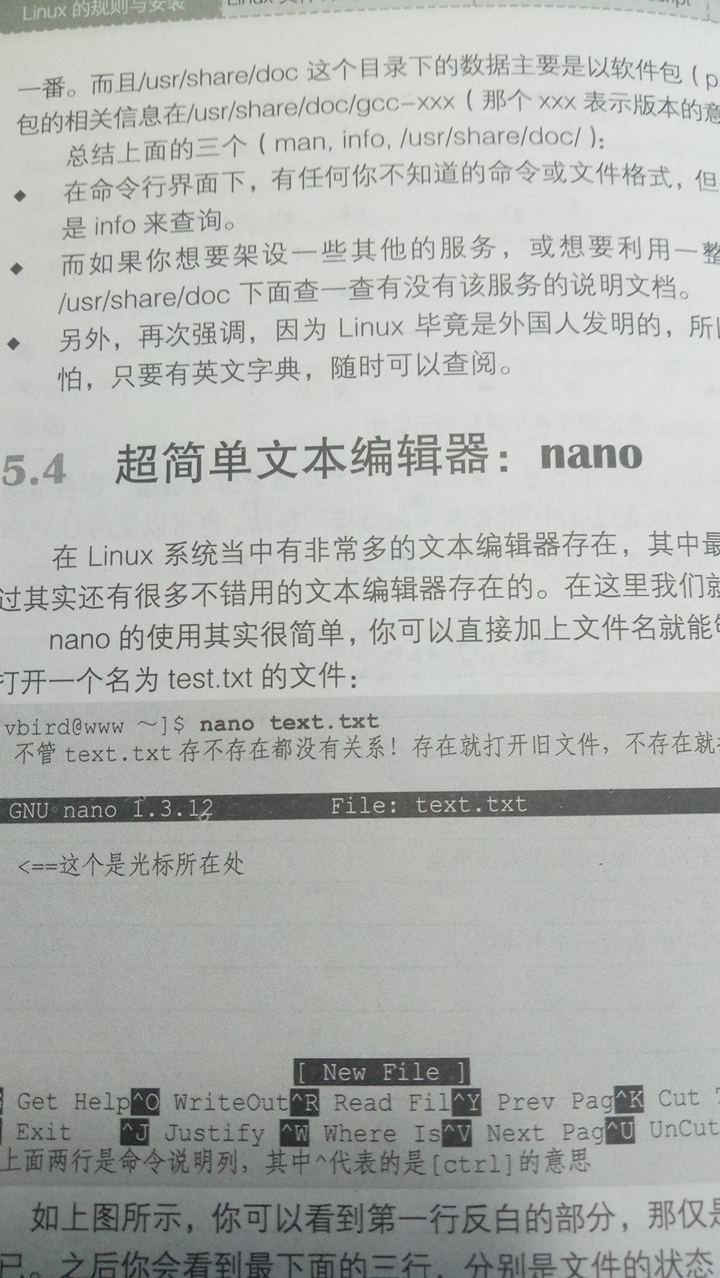 Linux 的规则与安装
一番。而且/usr/share/doc 这个目录下的数据主要是以软件包（p
包的相关信息在/usr/share/doc/gcc-xxx（那个 xxx 表示版本的意
总结上面的三个（man, info, /usr/share/doc/）：
◆ 在命令行界面下，有任何你不知道的命令或文件格式，但
是 info 来查询。
◆ 而如果你想要架设一些其他的服务，或想要利用一整
/usr/share/doc 下面查一查有没有该服务的说明文档。
◆ 另外，再次强调，因为 Linux 毕竟是外国人发明的，所以
怕，只要有英文字典，随时可以查阅。
5.4 超简单文本编辑器：nano
在 Linux 系统当中有非常多的文本编辑器存在，其中最
过其实还有很多不错用的文本编辑器存在的。在这里我们就
nano 的使用其实很简单，你可以直接加上文件名就能够
打开一个名为 test.txt 的文件：
vbird@www ～]$ nano text.txt
不管 text.txt 存不存在都没有关系！存在就打开旧文件，不存在就
GNU nano 1.3.12 File: text.txt
<==这个是光标所在处
[ New File ]
Get Help^O WriteOut^R Read Fil^Y Prev Pag^K Cut T
Exit ^J Justify ^W Where Is^V Next Pag^U UnCut
上面两行是命令说明列，其中^代表的是[ctrl]的意思
如上图所示，你可以看到第一行反白的部分，那仅是
已。之后你会看到最下面的三行，分别是文件的状态